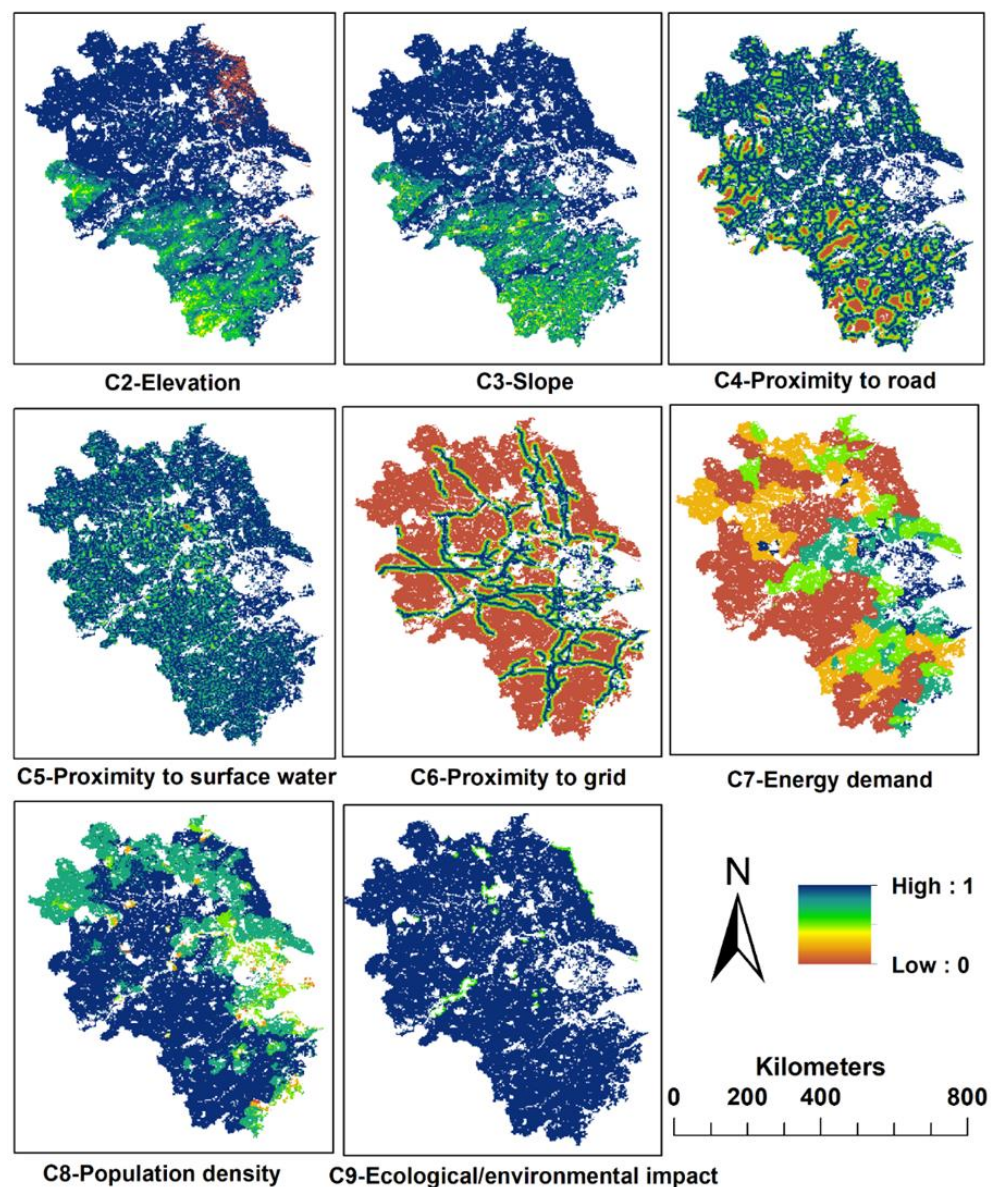 C2-Elevation
C3-Slope
C4-Proximity to road
C5-Proximity to surface water
C6-Proximity to grid
C7-Energy demand
N
High : 1
Low : 0
Kilometers
0 200 400 800
C8-Population density
C9-Ecological/environmental impact